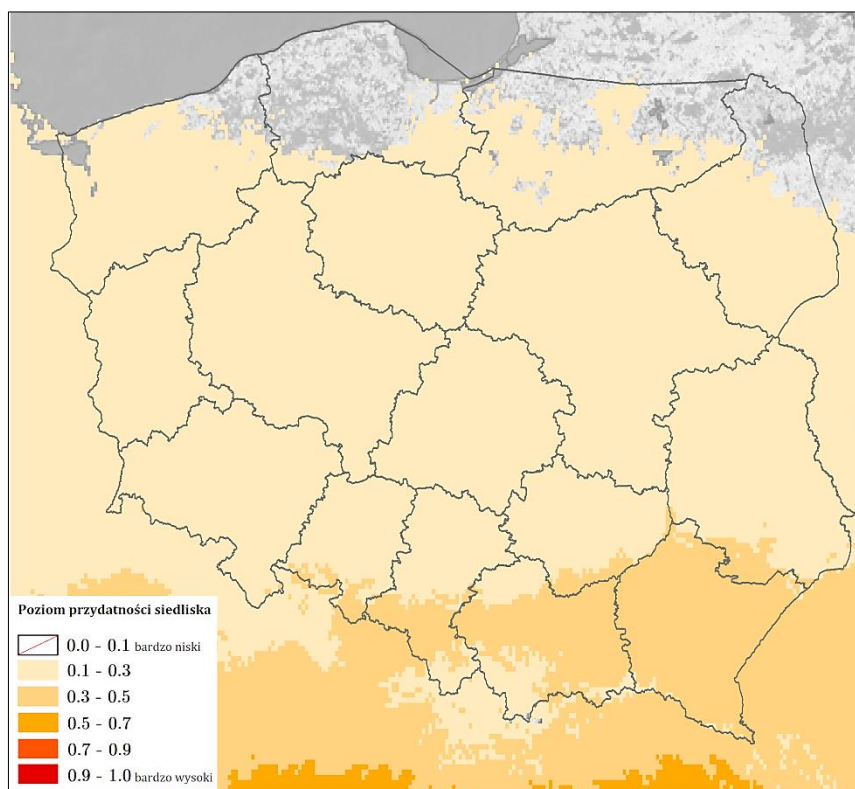 Poziom przydatności siedliska
0.0 - 0.1 bardzo niski
0.1 - 0.3
0.3 - 0.5
0.5 - 0.7
0.7 - 0.9
0.9 - 1.0 bardzo wysoki